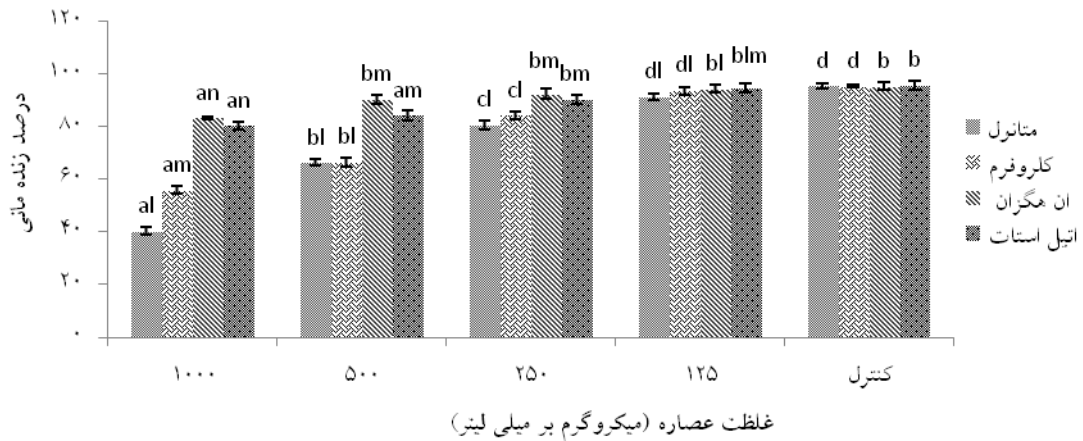 درصد زنده مانی
۱۲۰
۱۰۰
۸۰
۶۰
۴۰
۲۰
۰
al am an an
bl bl bm am
cl cl bm bm
dl dl bl blm
d d b b
۱۰۰۰ ۵۰۰ ۲۵۰ ۱۲۵ کنترل
غلظت عصاره (میکروگرم بر میلی لیتر)
متانول
کلروفرم
ان هگزان
اتیل استات